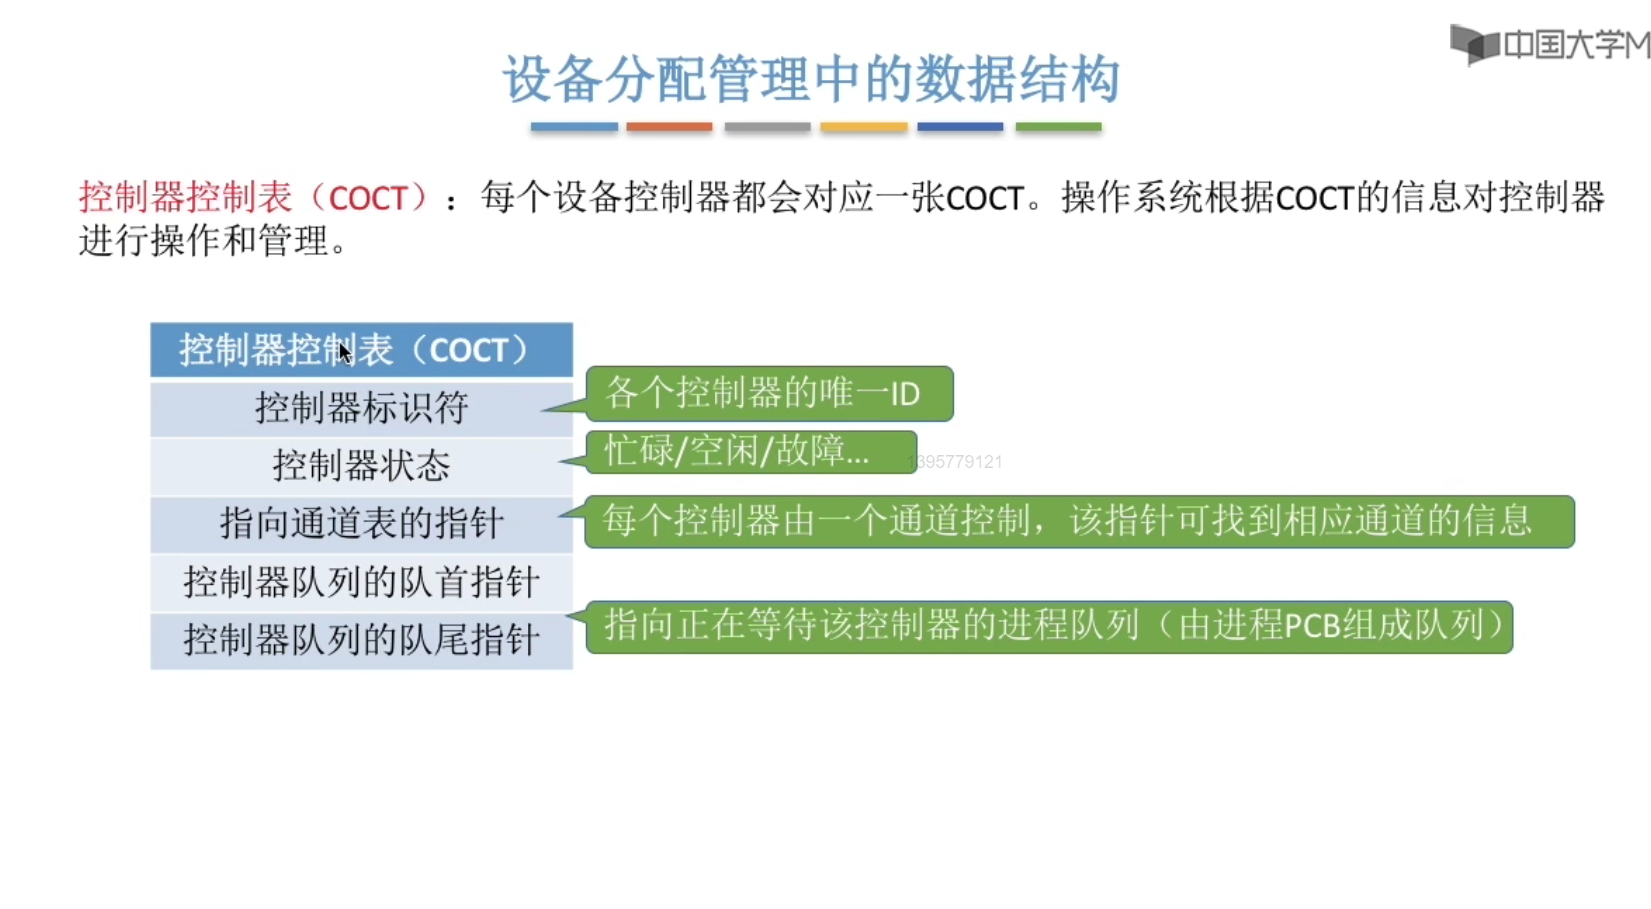 中国大学M
设备分配管理中的数据结构
控制器控制表（COCT）：每个设备控制器都会对应一张COCT。操作系统根据COCT的信息对控制器
进行操作和管理。
控制器控制表（COCT）
控制器标识符
各个控制器的唯一ID
控制器状态
忙碌/空闲/故障...
1395779121
指向通道表的指针
每个控制器由一个通道控制，该指针可找到相应通道的信息
控制器队列的队首指针
控制器队列的队尾指针
指向正在等待该控制器的进程队列（由进程PCB组成队列）